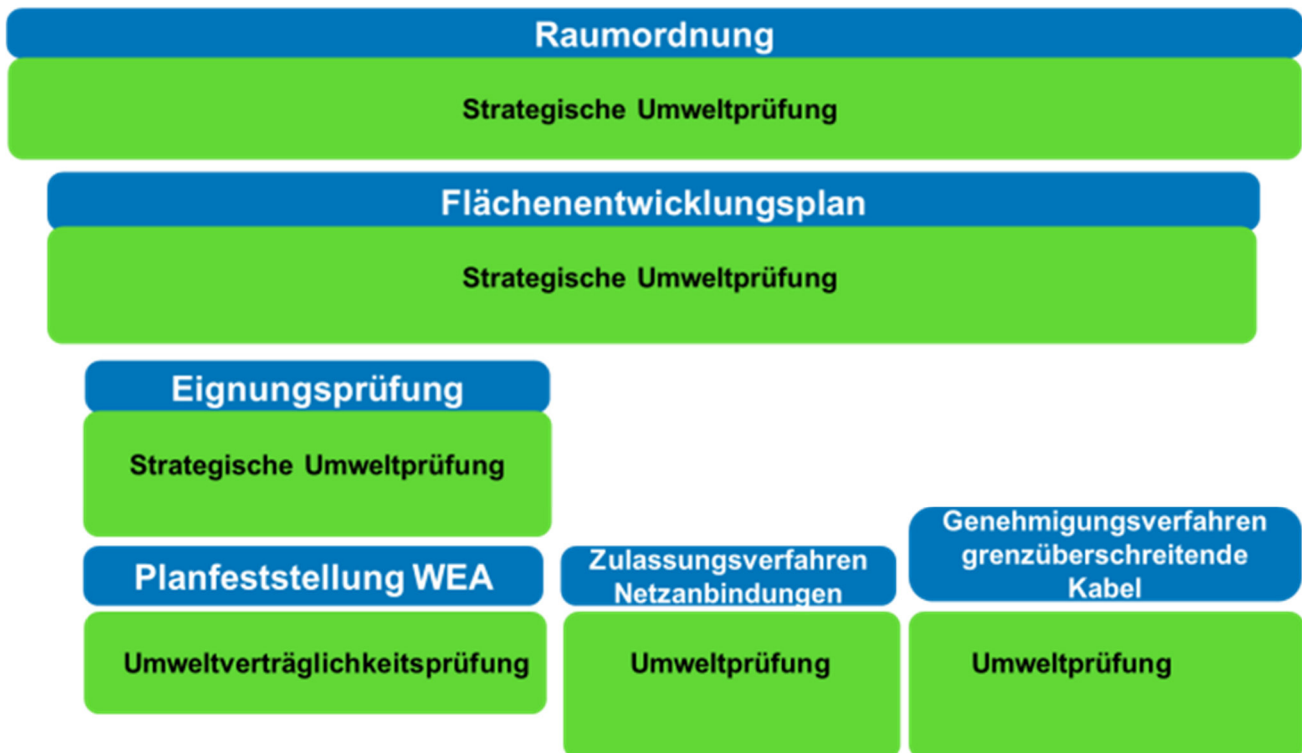 Raumordnung
Strategische Umweltprüfung
Flächenentwicklungsplan
Strategische Umweltprüfung
Eignungsprüfung
Strategische Umweltprüfung
Planfeststellung WEA
Umweltverträglichkeitsprüfung
Zulassungsverfahren
Netzanbindungen
Umweltprüfung
Genehmigungsverfahren
grenzüberschreitende
Kabel
Umweltprüfung